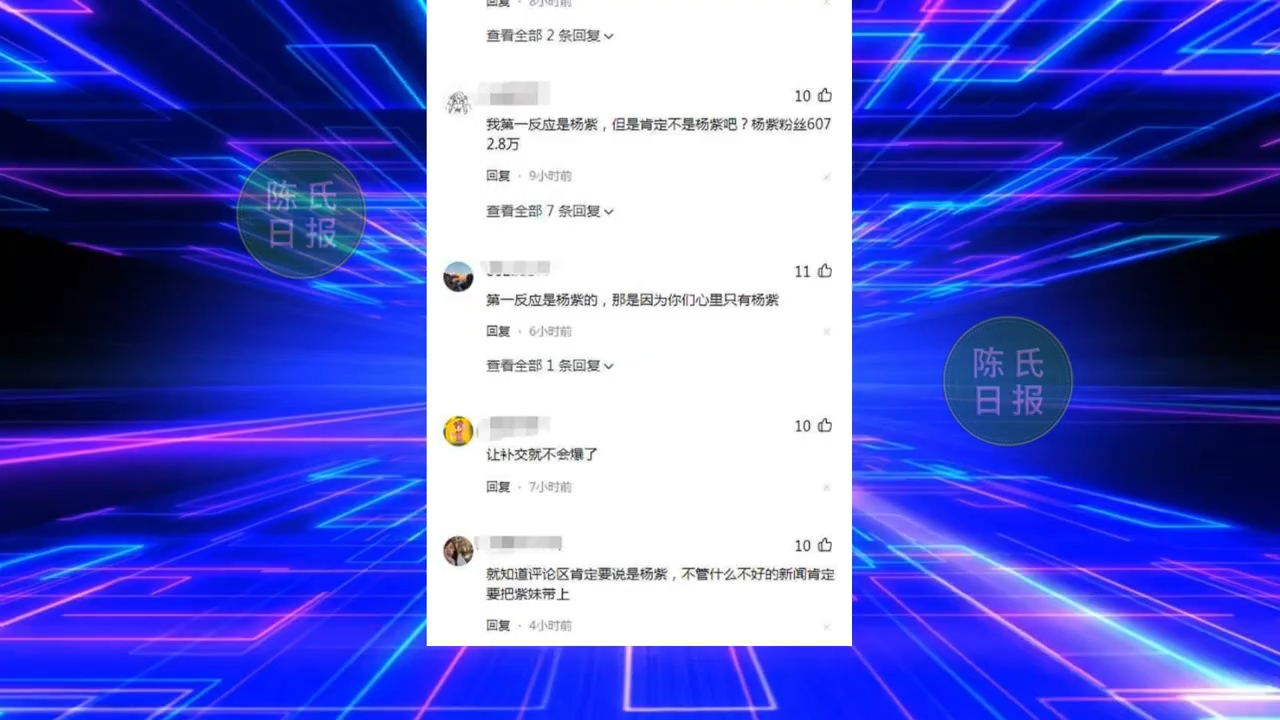 回复 · 8小时前
查看全部 2 条回复
10
我第一反应是杨紫，但是肯定不是杨紫吧？杨紫粉丝607
2.8万
回复 · 9小时前
查看全部 7 条回复
11
第一反应是杨紫的，那是因为你们心里只有杨紫
回复 · 6小时前
查看全部 1 条回复
10
让补交就不会爆了
回复 · 7小时前
10
就知道评论区肯定要说是杨紫，不管什么不好的新闻肯定
要把紫妹带上
回复 · 4小时前
陈氏
日报
陈氏
日报